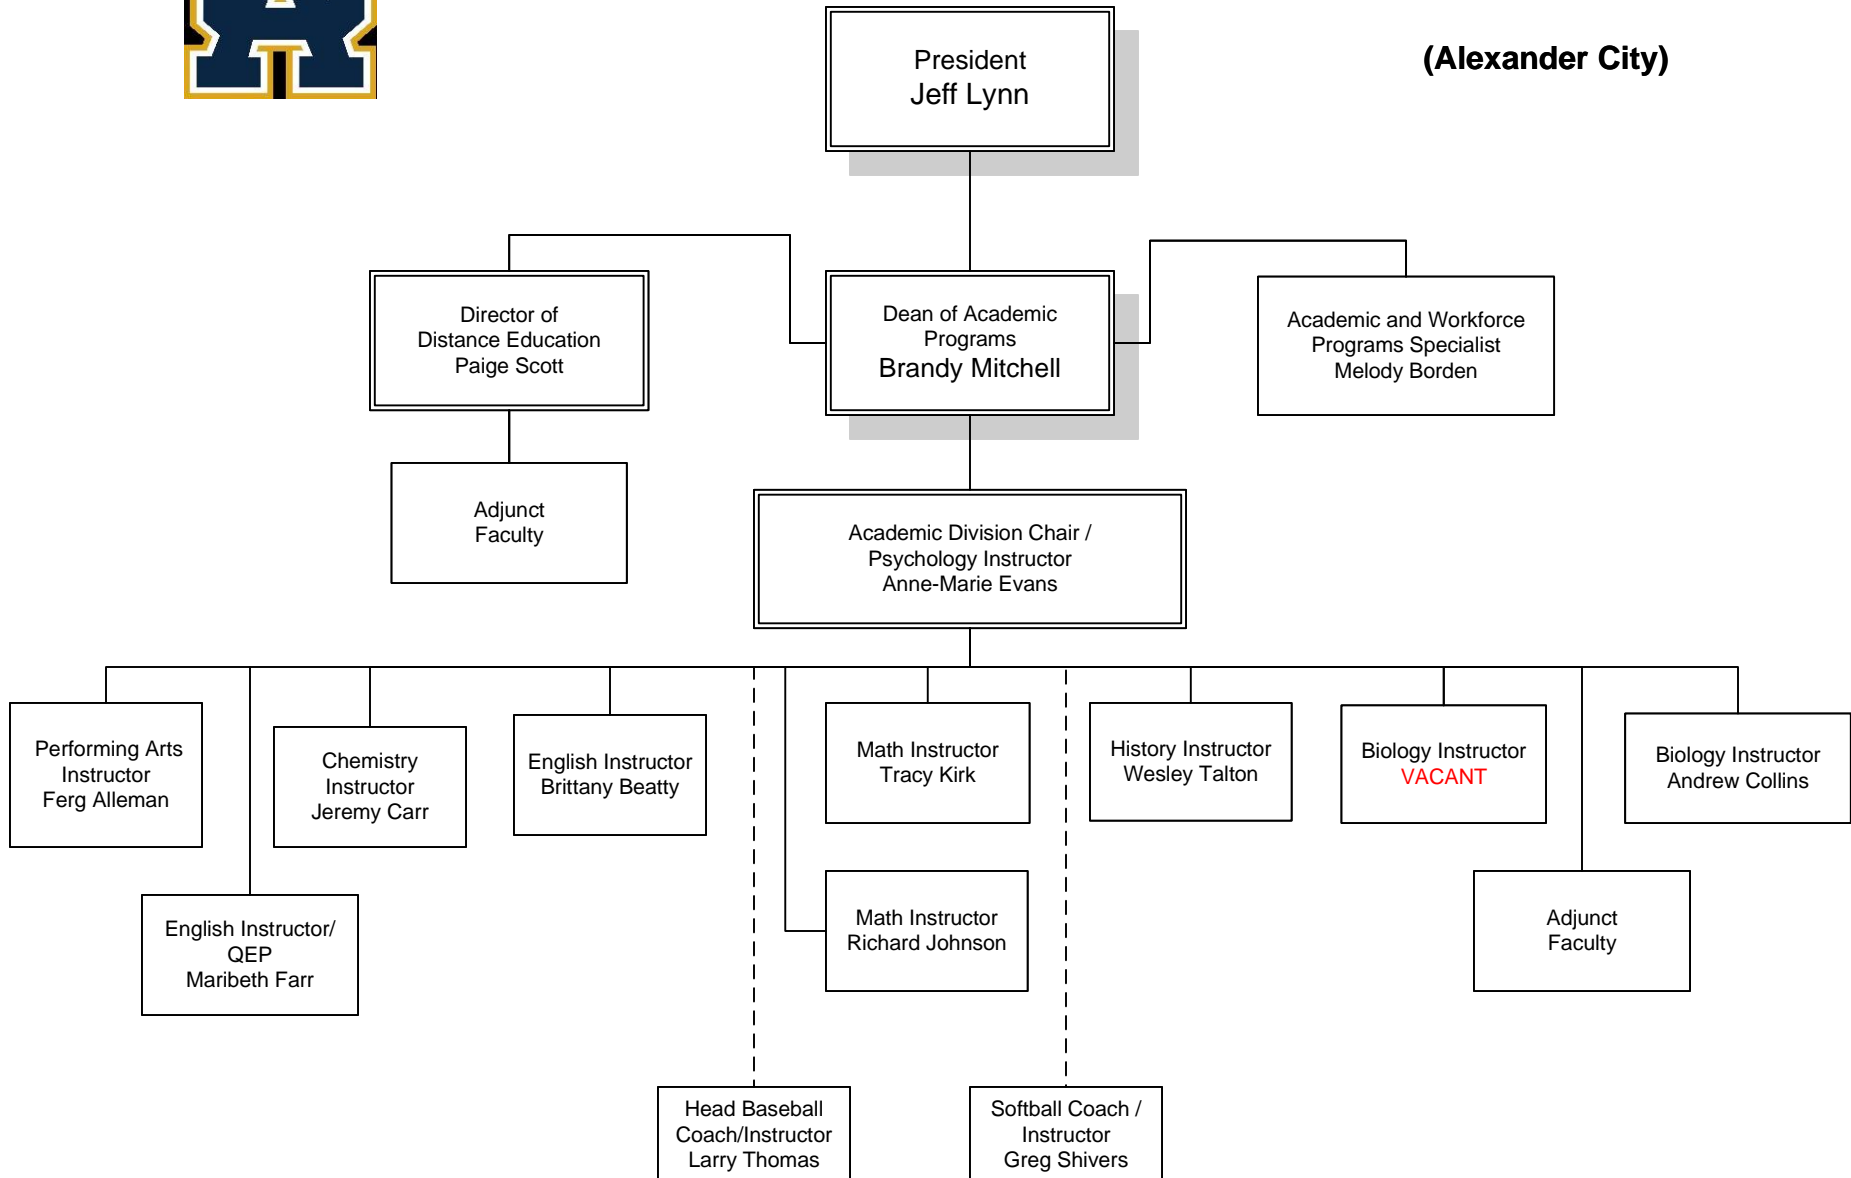 A
President
Jeff Lynn
(Alexander City)
Director of
Distance Education
Paige Scott
Dean of Academic
Programs
Brandy Mitchell
Academic and Workforce
Programs Specialist
Melody Borden
Adjunct
Faculty
Academic Division Chair /
Psychology Instructor
Anne-Marie Evans
Performing Arts
Instructor
Ferg Alleman
Chemistry
Instructor
Jeremy Carr
English Instructor
Brittany Beatty
Math Instructor
Tracy Kirk
History Instructor
Wesley Talton
Biology Instructor
VACANT
Biology Instructor
Andrew Collins
English Instructor/
QEP
Maribeth Farr
Math Instructor
Richard Johnson
Adjunct
Faculty
Head Baseball
Coach/Instructor
Larry Thomas
Softball Coach /
Instructor
Greg Shivers